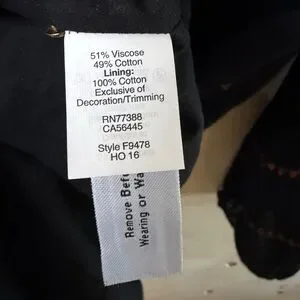 51% Viscose
49% Cotton
Lining:
100% Cotton
Exclusive of
Decoration/Trimming
RN77388
CA56445
Style F9478
HO 16
Remove Before
Wearing or Wa